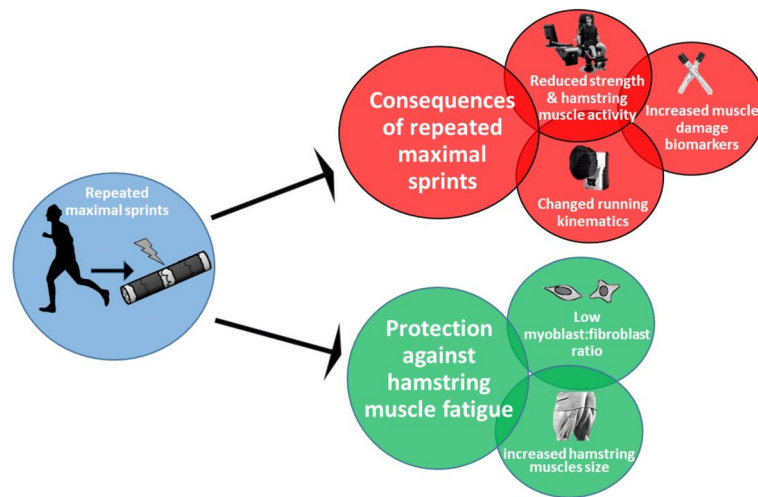 Repeated
maximal sprints
Consequences
of repeated
maximal
sprints
Reduced strength
& hamstring
muscle activity
Increased muscle
damage
biomarkers
Changed running
kinematics
Protection
against
hamstring
muscle fatigue
Low
myoblast:fibroblast
ratio
increased hamstring
muscles size